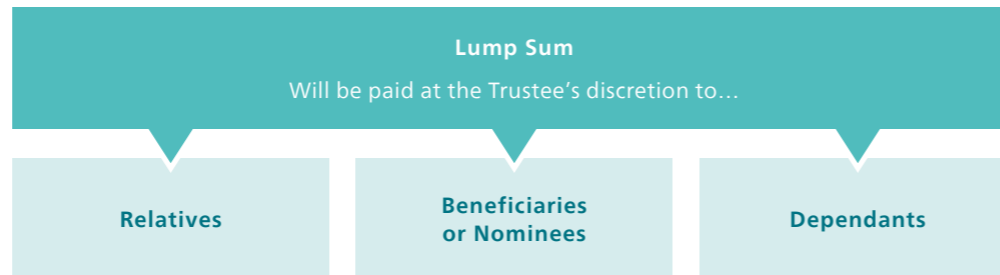 Lump Sum
Will be paid at the Trustee’s discretion to…
Relatives
Beneficiaries
or Nominees
Dependants